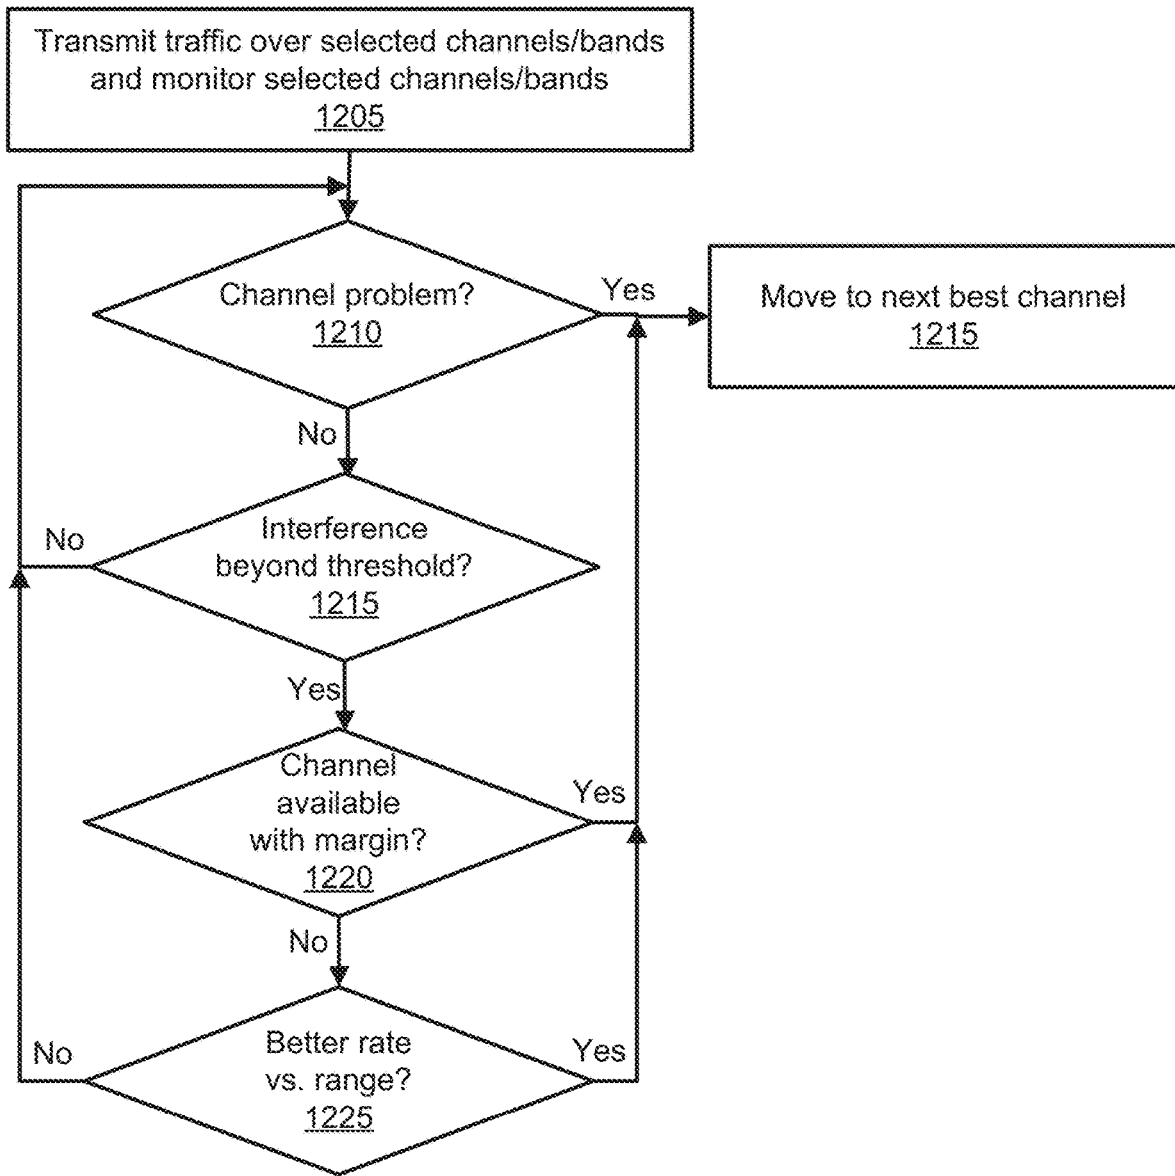 Transmit traffic over selected channels/bands
and monitor selected channels/bands
1205
Channel problem?
1210
Yes
Move to next best channel
1215
No
Interference
beyond threshold?
1215
No
Yes
Channel
available
with margin?
1220
Yes
No
Better rate
vs. range?
1225
No
Yes